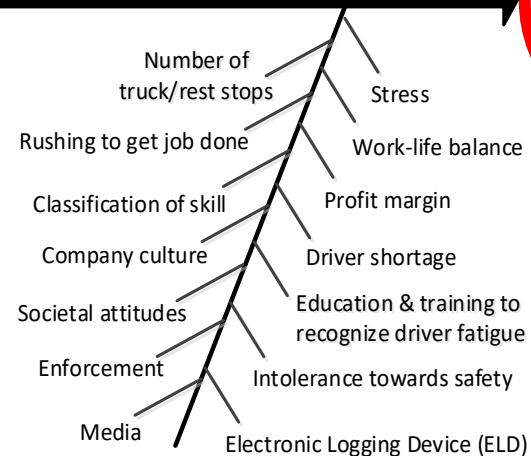 Number of
truck/rest stops
Stress
Rushing to get job done
Work-life balance
Classification of skill
Profit margin
Company culture
Driver shortage
Societal attitudes
Education & training to
recognize driver fatigue
Enforcement
Intolerance towards safety
Media
Electronic Logging Device (ELD)